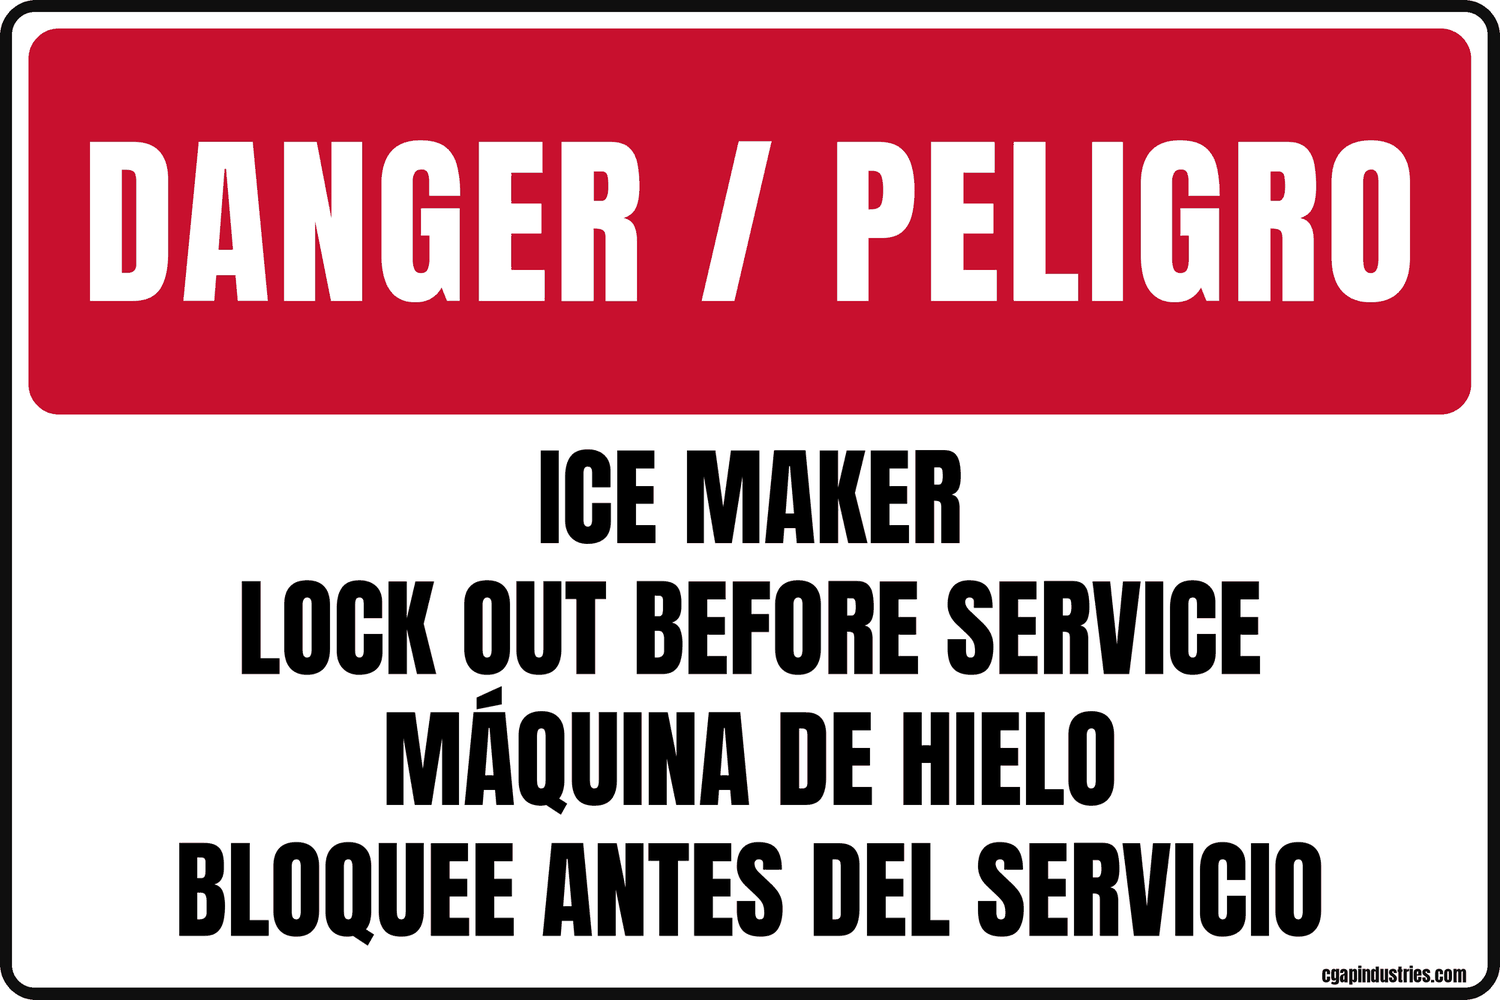 DANGER / PELIGRO
ICE MAKER
LOCK OUT BEFORE SERVICE
MÁQUINA DE HIELO
BLOQUEE ANTES DEL SERVICIO
cgapindustries.com